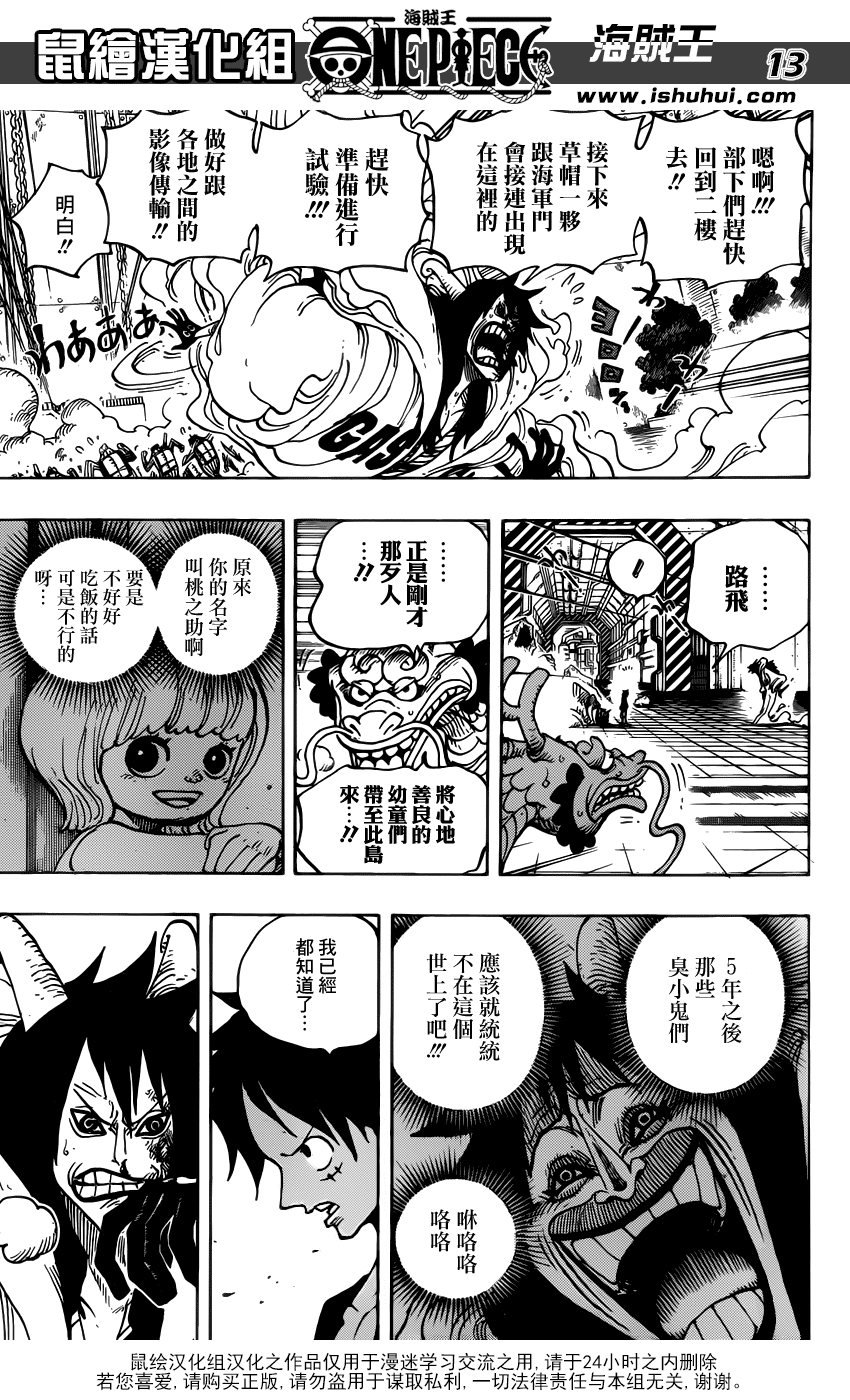 鼠繪漢化组
海賊王
ONE PIECE
海賊王
www.ishuhui.com
13
嗯啊!!!
部下們趕快
回到二樓
去!!
接下來
草帽一夥
跟海軍們
會接連出現
在這裡的
趕快
準備進行
試驗!!!
做好跟
各地之間的
影像傳輸!!
明白!!
わあああ
GAS
……
路飛
！
……
正是剛才
那歹人
…!!
將心地
善良的
幼童們
帶至此島
來…!!
原來
你的名字
叫桃之助啊
要是
不好好
吃飯的話
可是不行的
呀…
5年之後
那些
臭小鬼們
應該就統統
不在這個
世上了吧!!!
咻咯咯
咯咯
我已經
都知道了…
鼠绘汉化组汉化之作品仅用于漫迷学习交流之用,请于24小时之内删除
若您喜爱,请购买正版,请勿盗用于谋取私利,一切法律责任与本组无关,谢谢。